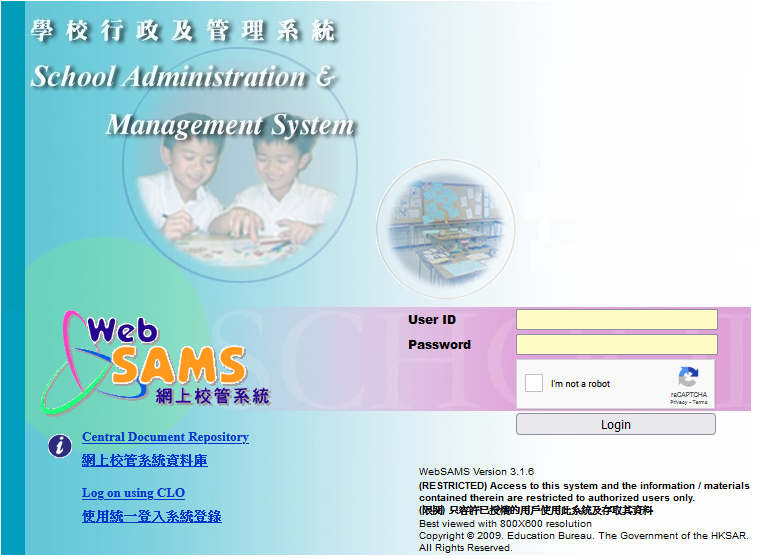 學校行政及管理系統
School Administration &
Management System
Web
SAMS
網上校管系統
User ID
Password
I'm not a robot
reCAPTCHA
Privacy - Terms
Login
Central Document Repository
網上校管系統資料庫
Log on using CLO
使用統一登入系統登錄
WebSAMS Version 3.1.6
(RESTRICTED) Access to this system and the information / materials
contained therein are restricted to authorized users only.
(限閱) 只容許已授權的用戶使用此系統及存取其資料
Best viewed with 800X600 resolution
Copyright © 2009. Education Bureau. The Government of the HKSAR.
All Rights Reserved.